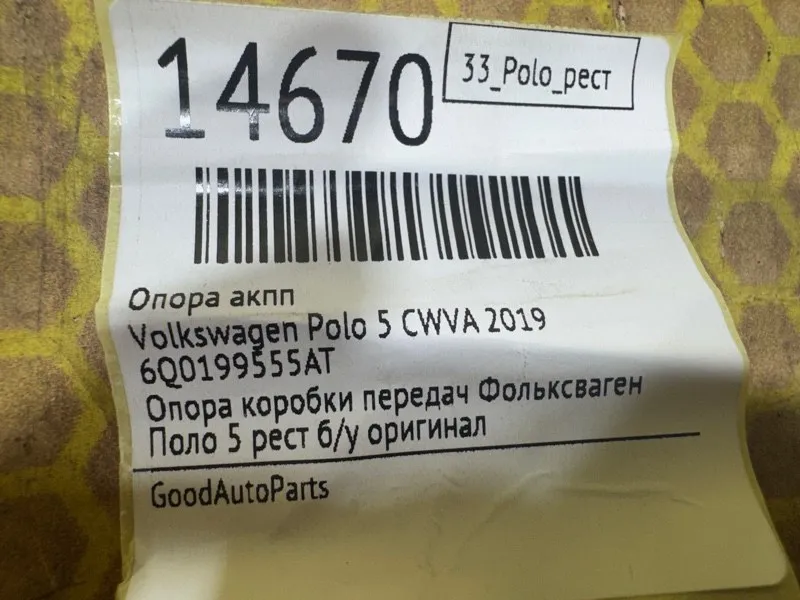 14670
33_Polo_рест
Опора акпп
Volkswagen Polo 5 CWVA 2019
6Q0199555AT
Опора коробки передач Фольксваген
Поло 5 рест б/у оригинал
GoodAutoParts